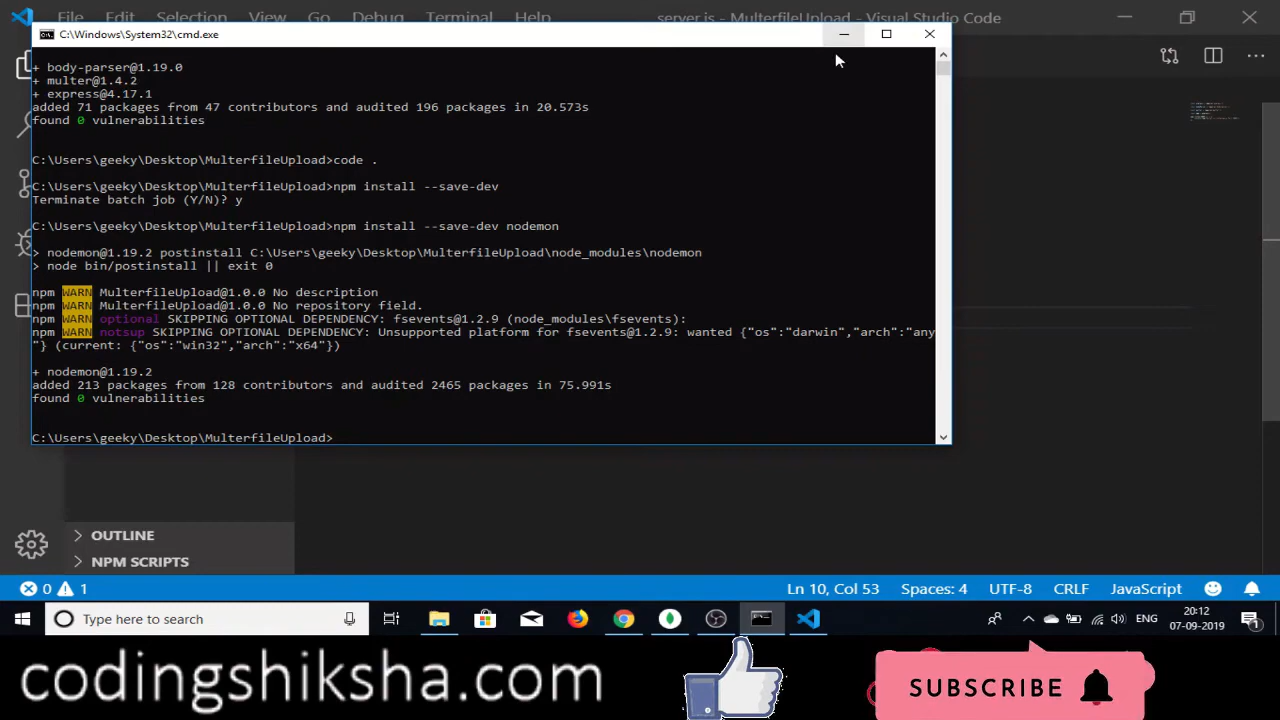 File Edit Selection View Go Debug Terminal Help server.js - MulterfileUpload - Visual Studio Code
C:\Windows\System32\cmd.exe
+ body-parser@1.19.0
+ multer@1.4.2
+ express@4.17.1
added 71 packages from 47 contributors and audited 196 packages in 20.573s
found 0 vulnerabilities
C:\Users\geeky\Desktop\MulterfileUpload>code .
C:\Users\geeky\Desktop\MulterfileUpload>npm install --save-dev
Terminate batch job (Y/N)? y
C:\Users\geeky\Desktop\MulterfileUpload>npm install --save-dev nodemon
> nodemon@1.19.2 postinstall C:\Users\geeky\Desktop\MulterfileUpload\node_modules\nodemon
> node bin/postinstall || exit 0
npm WARN MulterfileUpload@1.0.0 No description
npm WARN MulterfileUpload@1.0.0 No repository field.
npm WARN optional SKIPPING OPTIONAL DEPENDENCY: fsevents@1.2.9 (node_modules\fsevents):
npm WARN notsup SKIPPING OPTIONAL DEPENDENCY: Unsupported platform for fsevents@1.2.9: wanted {"os":"darwin","arch":"any
"} (current: {"os":"win32","arch":"x64"})
+ nodemon@1.19.2
added 213 packages from 128 contributors and audited 2465 packages in 75.991s
found 0 vulnerabilities
C:\Users\geeky\Desktop\MulterfileUpload>
OUTLINE
NPM SCRIPTS
0 1 Ln 10, Col 53 Spaces: 4 UTF-8 CRLF JavaScript
Type here to search ENG 20:12
07-09-2019 1
codingshiksha.com SUBSCRIBE